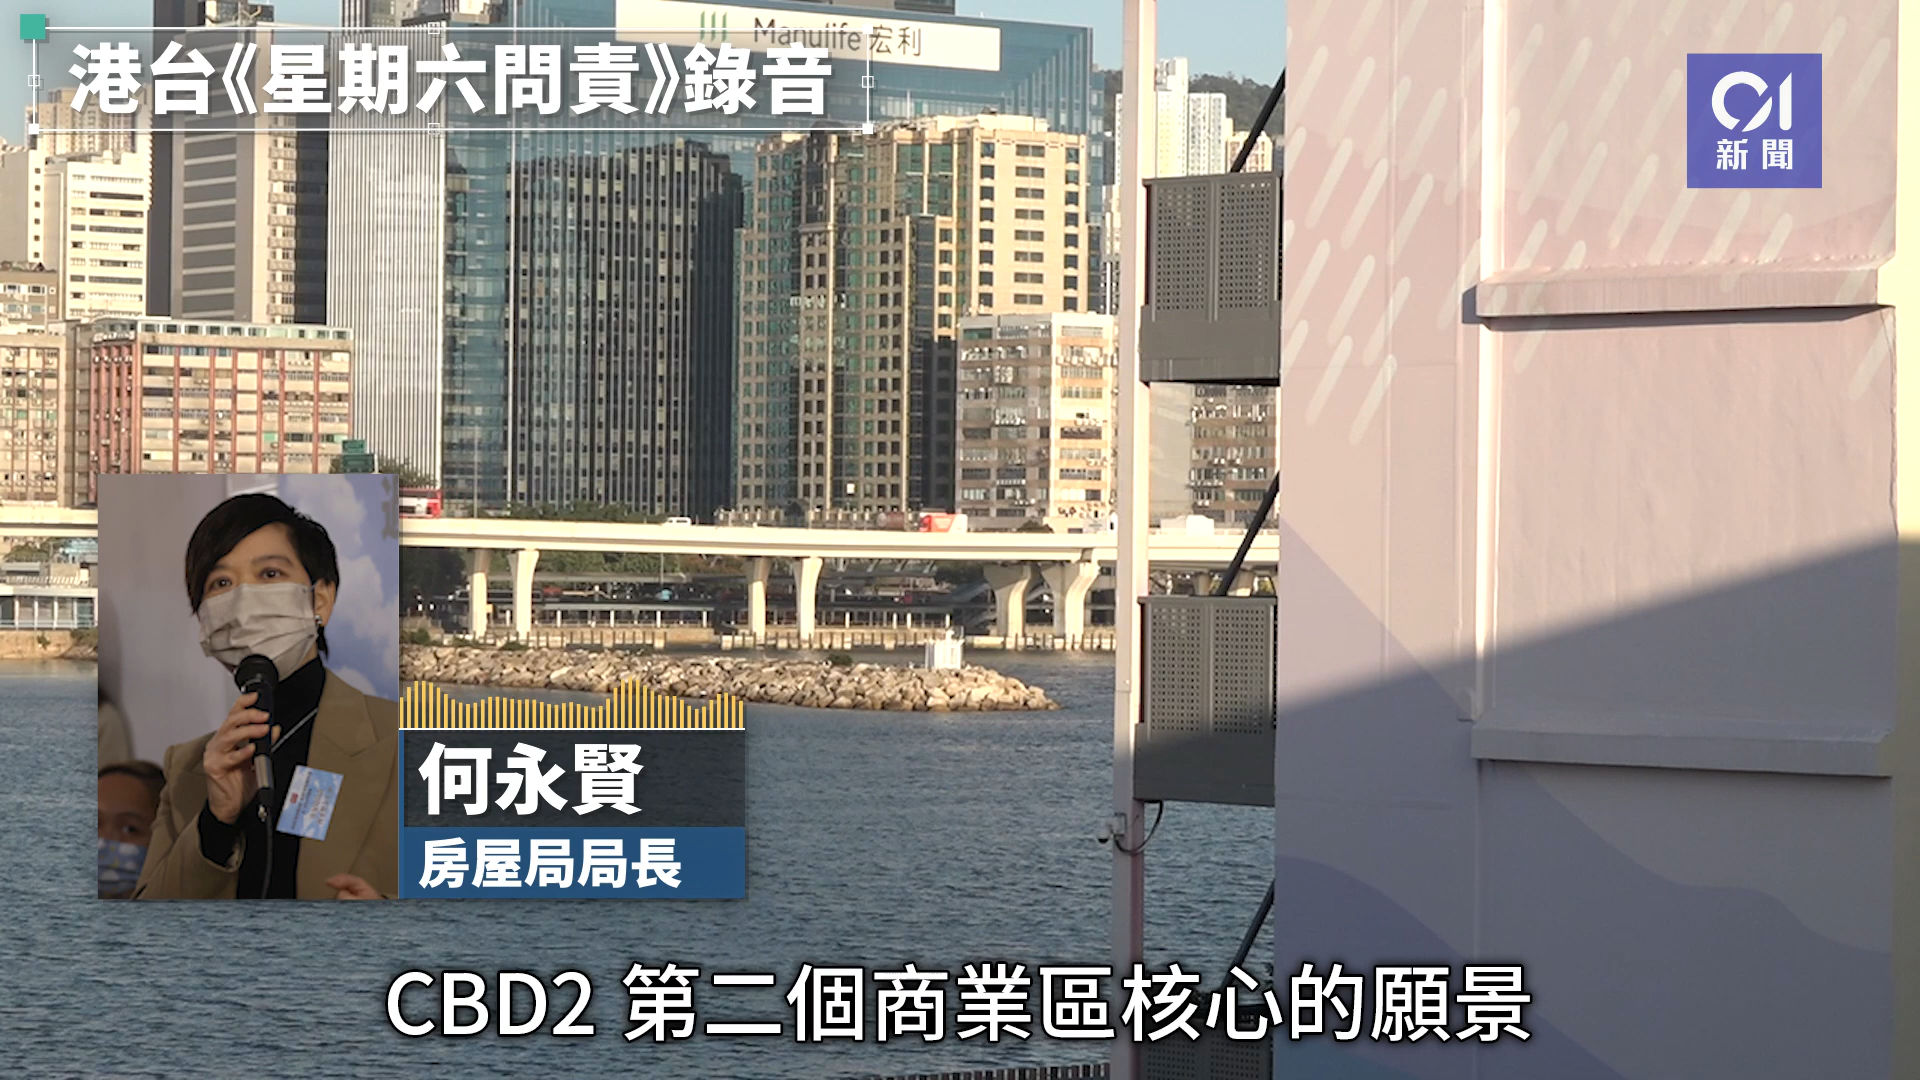 Manulife 宏利
港台《星期六問責》錄音
01
新聞
何永賢
房屋局局長
CBD2 第二個商業區核心的願景